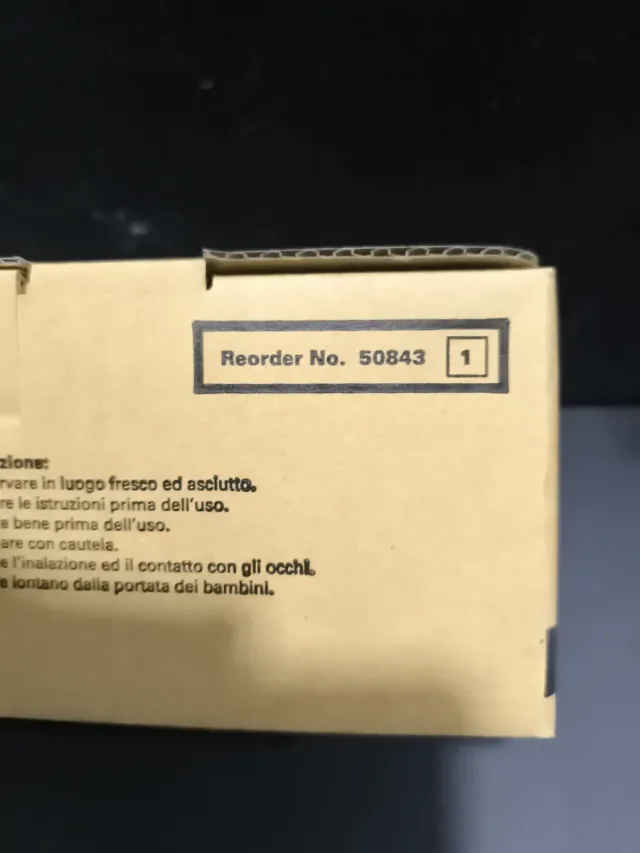 Reorder No. 50843 1
zione:
rvare in luogo fresco ed asciutto.
re le istruzioni prima dell'uso.
e bene prima dell'uso.
are con cautela.
e l'inalazione ed il contatto con gli occhi.
e lontano dalla portata dei bambini.